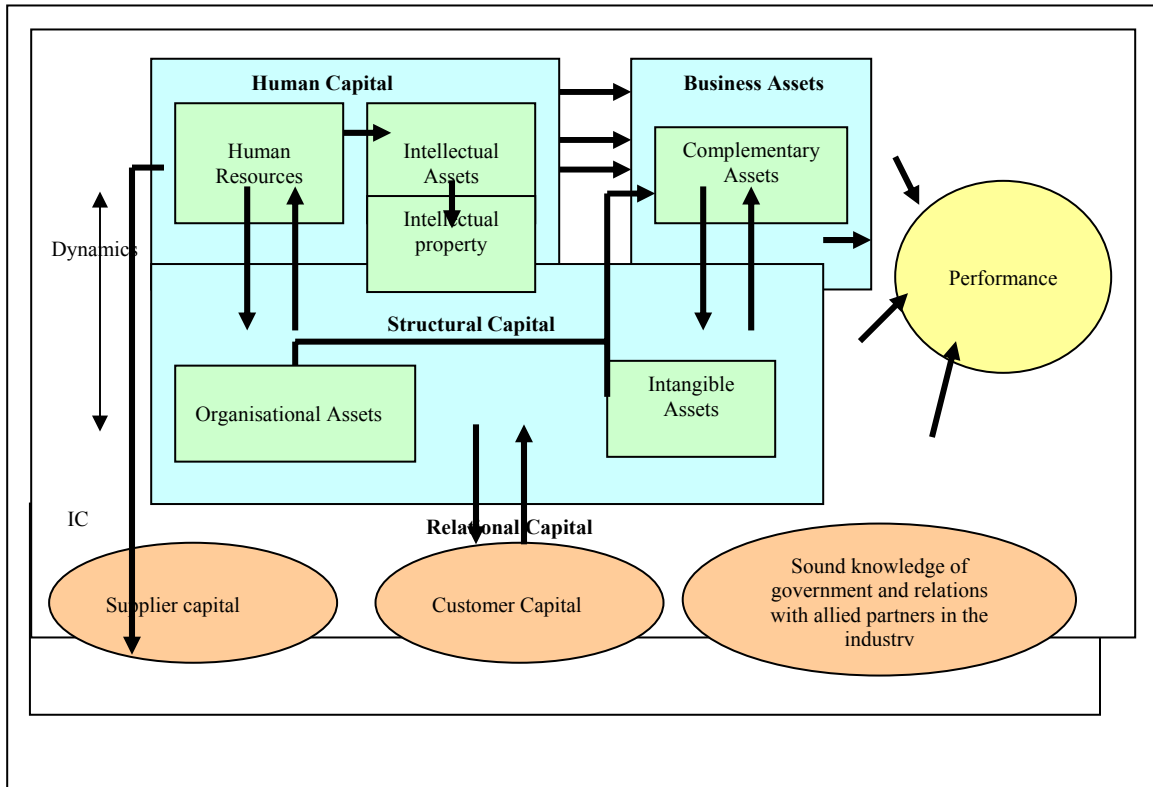 Human Capital
Business Assets
Human
Resources
Intellectual
Assets
Complementary
Assets
Intellectual
property
Dynamics
Performance
Structural Capital
Organisational Assets
Intangible
Assets
IC
Relational Capital
Supplier capital
Customer Capital
Sound knowledge of
government and relations
with allied partners in the
industry